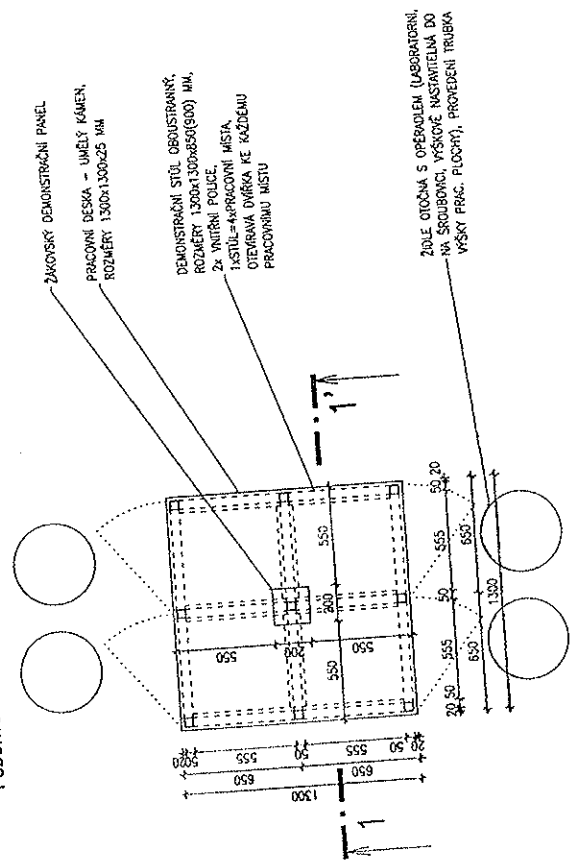 ŽÁKOVSKÝ DEMONSTRAČNÍ PANEL
PRACOVNÍ DESKA – UMĚLÝ KÁMEN,
ROZMĚRY 1300x1300x25 MM
DEMONSTRAČNÍ STŮL OBOUSTRANNÝ,
ROZMĚRY 1300x1300x850(900) MM,
2x VNITŘNÍ POLICE,
1xSTŮL=4xPRACOVNÍ MÍSTA,
OTEVÍRAVÁ DVÍŘKA KE KAŽDÉMU
PRACOVNÍMU MÍSTU
ŽIDLE OTOČNÁ S OPĚRADLEM (LABORATORNÍ,
NA ŠROUBOVICI, VÝŠKOVĚ NASTAVITELNÁ DO
VÝŠKY PRAC. PLOCHY), PROVEDENÍ TRUBKA
1
1'
550
200
550
550
200
550
5020
555
50
555
50
20
650
650
1300
20 50
555
50
555
50 20
650
650
1300